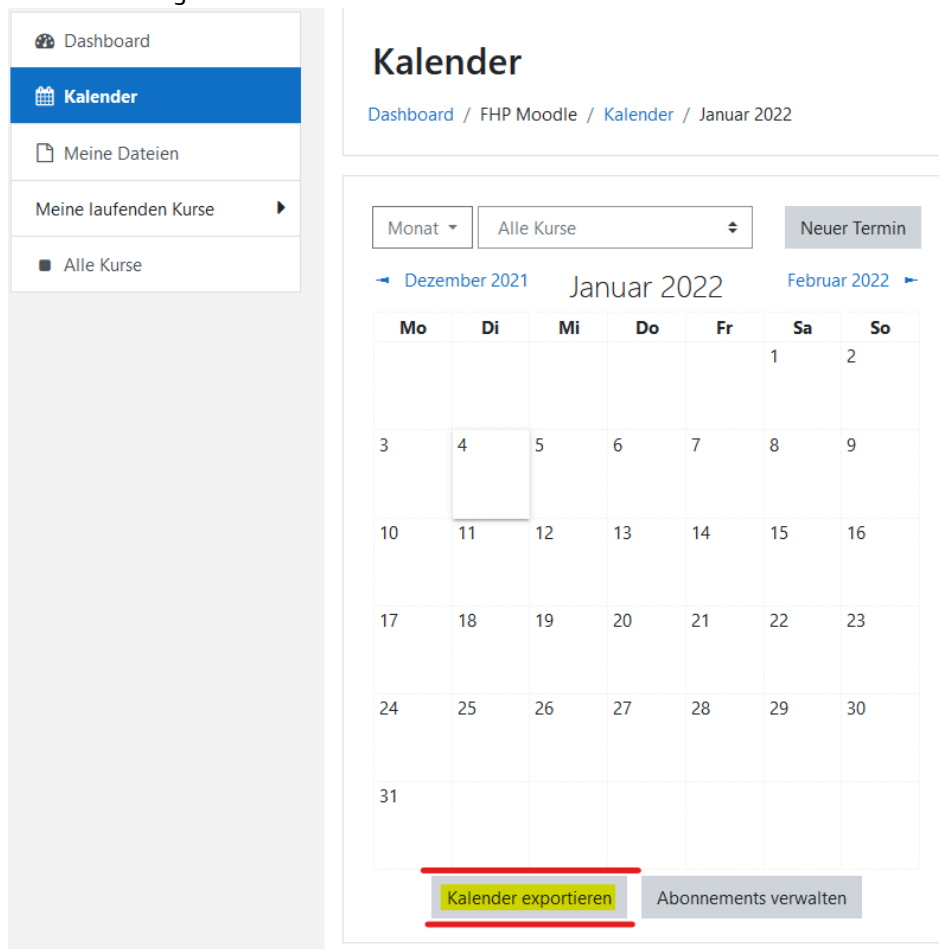 Dashboard
Kalender
Meine Dateien
Meine laufenden Kurse
Alle Kurse
Kalender
Dashboard / FHP Moodle / Kalender / Januar 2022
Monat Alle Kurse Neuer Termin
Dezember 2021 Januar 2022 Februar 2022
Mo Di Mi Do Fr Sa So
1 2
3 4 5 6 7 8 9
10 11 12 13 14 15 16
17 18 19 20 21 22 23
24 25 26 27 28 29 30
31
Kalender exportieren Abonnements verwalten